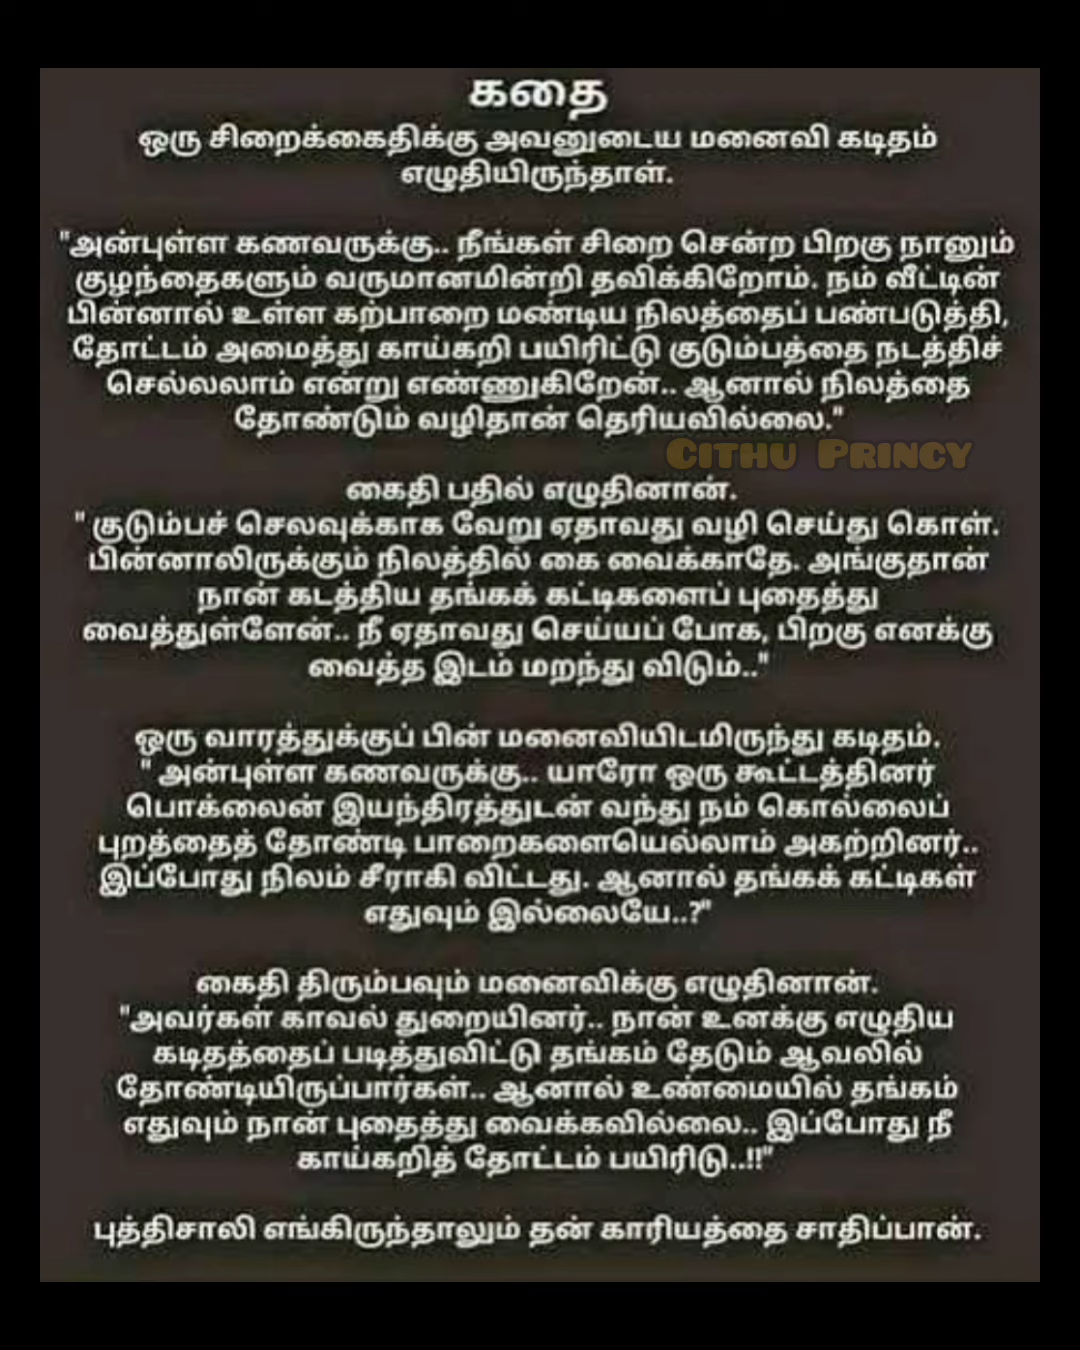 கதை
ஒரு சிறைக்கைதிக்கு அவனுடைய மனைவி கடிதம்
எழுதியிருந்தாள்.
"அன்புள்ள கணவருக்கு.. நீங்கள் சிறை சென்ற பிறகு நானும்
குழந்தைகளும் வருமானமின்றி தவிக்கிறோம். நம் வீட்டின்
பின்னால் உள்ள கற்பாறை மண்டிய நிலத்தைப் பண்படுத்தி,
தோட்டம் அமைத்து காய்கறி பயிரிட்டு குடும்பத்தை நடத்திச்
செல்லலாம் என்று எண்ணுகிறேன்.. ஆனால் நிலத்தை
தோண்டும் வழிதான் தெரியவில்லை."
CITHU PRINCY
கைதி பதில் எழுதினான்.
" குடும்பச் செலவுக்காக வேறு ஏதாவது வழி செய்து கொள்.
பின்னாலிருக்கும் நிலத்தில் கை வைக்காதே. அங்குதான்
நான் கடத்திய தங்கக் கட்டிகளைப் புதைத்து
வைத்துள்ளேன்.. நீ ஏதாவது செய்யப் போக, பிறகு எனக்கு
வைத்த இடம் மறந்து விடும்.."
ஒரு வாரத்துக்குப் பின் மனைவியிடமிருந்து கடிதம்.
" அன்புள்ள கணவருக்கு.. யாரோ ஒரு கூட்டத்தினர்
பொக்லைன் இயந்திரத்துடன் வந்து நம் கொல்லைப்
புறத்தைத் தோண்டி பாறைகளையெல்லாம் அகற்றினர்..
இப்போது நிலம் சீராகி விட்டது. ஆனால் தங்கக் கட்டிகள்
எதுவும் இல்லையே..?"
கைதி திரும்பவும் மனைவிக்கு எழுதினான்.
"அவர்கள் காவல் துறையினர்.. நான் உனக்கு எழுதிய
கடிதத்தைப் படித்துவிட்டு தங்கம் தேடும் ஆவலில்
தோண்டியிருப்பார்கள்.. ஆனால் உண்மையில் தங்கம்
எதுவும் நான் புதைத்து வைக்கவில்லை.. இப்போது நீ
காய்கறித் தோட்டம் பயிரிடு..!!"
புத்திசாலி எங்கிருந்தாலும் தன் காரியத்தை சாதிப்பான்.